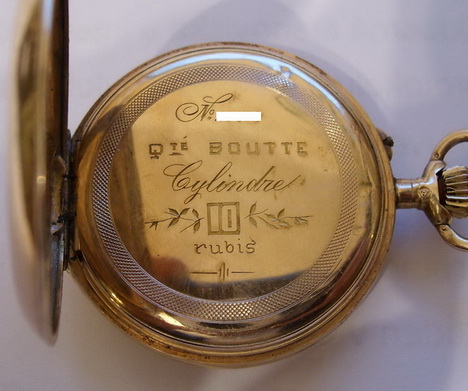 No.
QTÉ BOUTTE
Cylindre
10
rubis